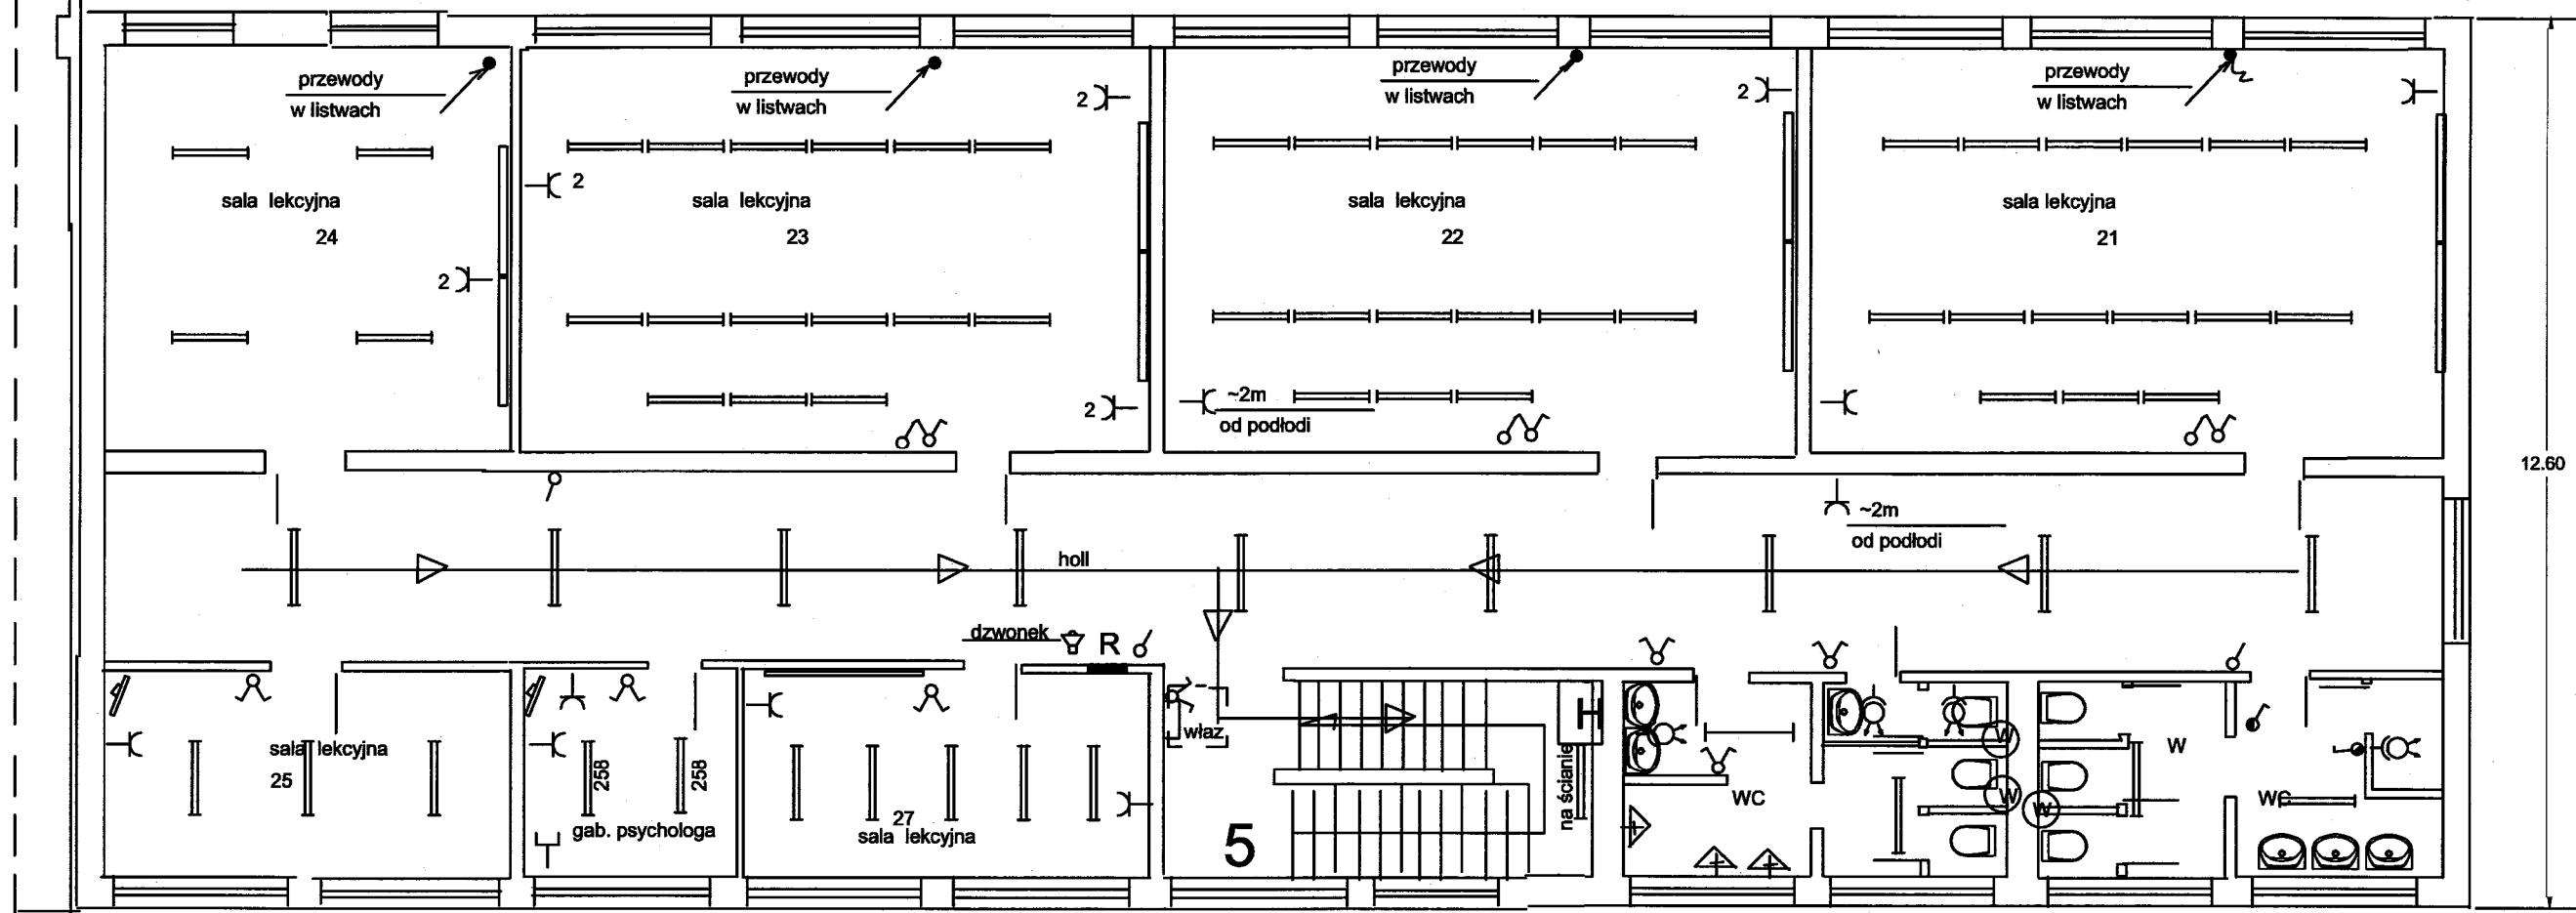 przewody
w listwach
przewody
w listwach
przewody
w listwach
przewody
w listwach
2
2
2
sala lekcyjna
24
sala lekcyjna
23
sala lekcyjna
22
sala lekcyjna
21
2
2
~2m
od podłodi
12.60
~2m
od podłodi
holl
dzwonek
R
właz
sala lekcyjna
25
258
258
gab. psychologa
27
sala lekcyjna
5
na ścianie
H
WC
W
W
W
W
WC